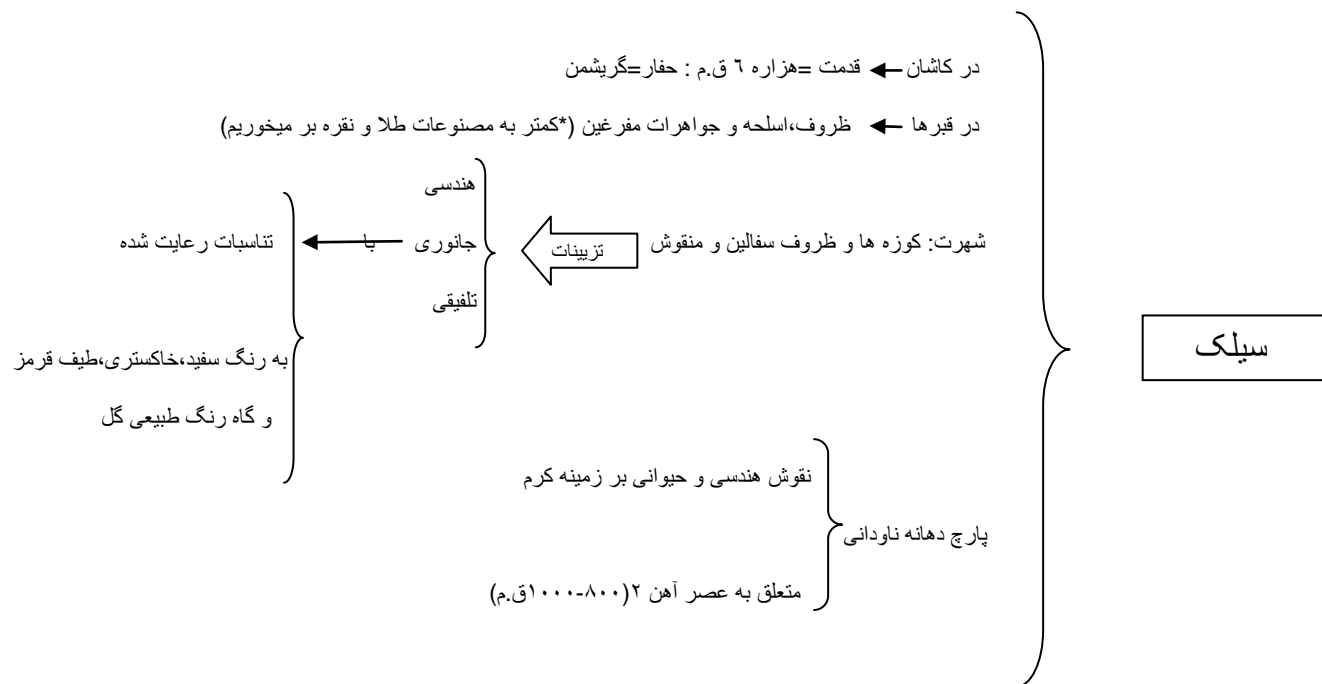 سیلک
در کاشان ← قدمت =هزاره ۶ ق.م : حفار=گریشمن
در قبرها ← ظروف،اسلحه و جواهرات مفرغین (*کمتر به مصنوعات طلا و نقره بر میخوریم)
شهرت: کوزه ها و ظروف سفالین و منقوش
تزیینات
هندسی
جانوری
تلفیقی
با
تناسبات رعایت شده
به رنگ سفید،خاکستری،طیف قرمز
و گاه رنگ طبیعی گل
پارچ دهانه ناودانی
نقوش هندسی و حیوانی بر زمینه کرم
متعلق به عصر آهن ۲(۸۰۰-۱۰۰۰ق.م)